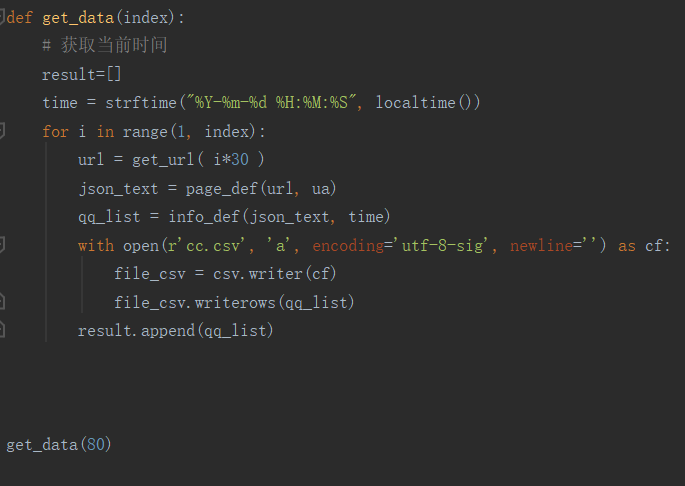 def get_data(index):
    # 获取当前时间
    result=[]
    time = strftime("%Y-%m-%d %H:%M:%S", localtime())
    for i in range(1, index):
        url = get_url( i*30 )
        json_text = page_def(url, ua)
        qq_list = info_def(json_text, time)
        with open(r'cc.csv', 'a', encoding='utf-8-sig', newline='') as cf:
            file_csv = csv.writer(cf)
            file_csv.writerows(qq_list)
        result.append(qq_list)
get_data(80)